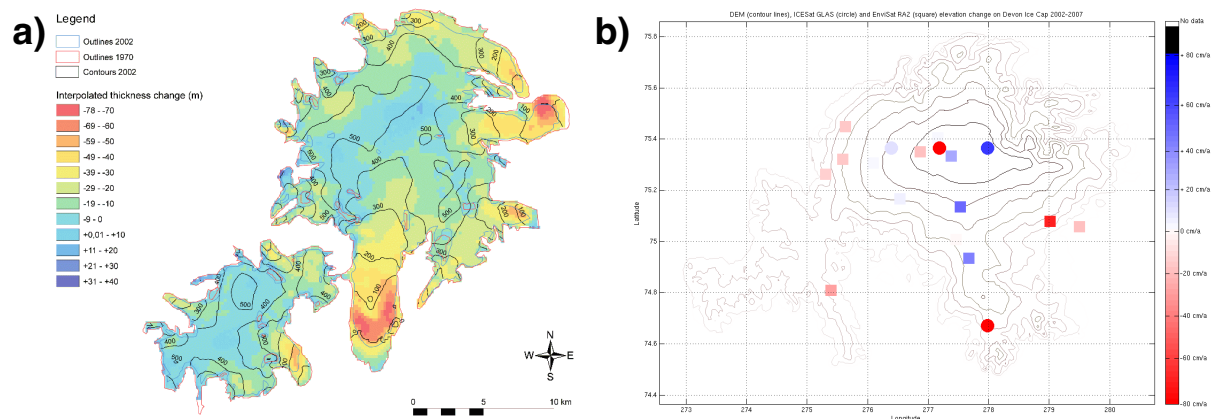 a)
Legend
Outlines 2002
Outlines 1970
Contours 2002
Interpolated thickness change (m)
-78 - -70
-69 - -60
-59 - -50
-49 - -40
-39 - -30
-29 - -20
-19 - -10
-9 - 0
+0,01 - +10
+11 - +20
+21 - +30
+31 - +40
N
W E
S
0 5 10 km
b)
DEM (contour lines), ICESat GLAS (circle) and EnviSat RA2 (square) elevation change on Devon Ice Cap 2002-2007
Latitude
75.8
75.6
75.4
75.2
75
74.8
74.6
74.4
273 274 275 276 277 278 279 280
Longitude
No data
+ 80 cm/a
60 cm/a
40 cm/a
20 cm/a
0 cm/a
-20 cm/a
-40 cm/a
-60 cm/a
-80 cm/a